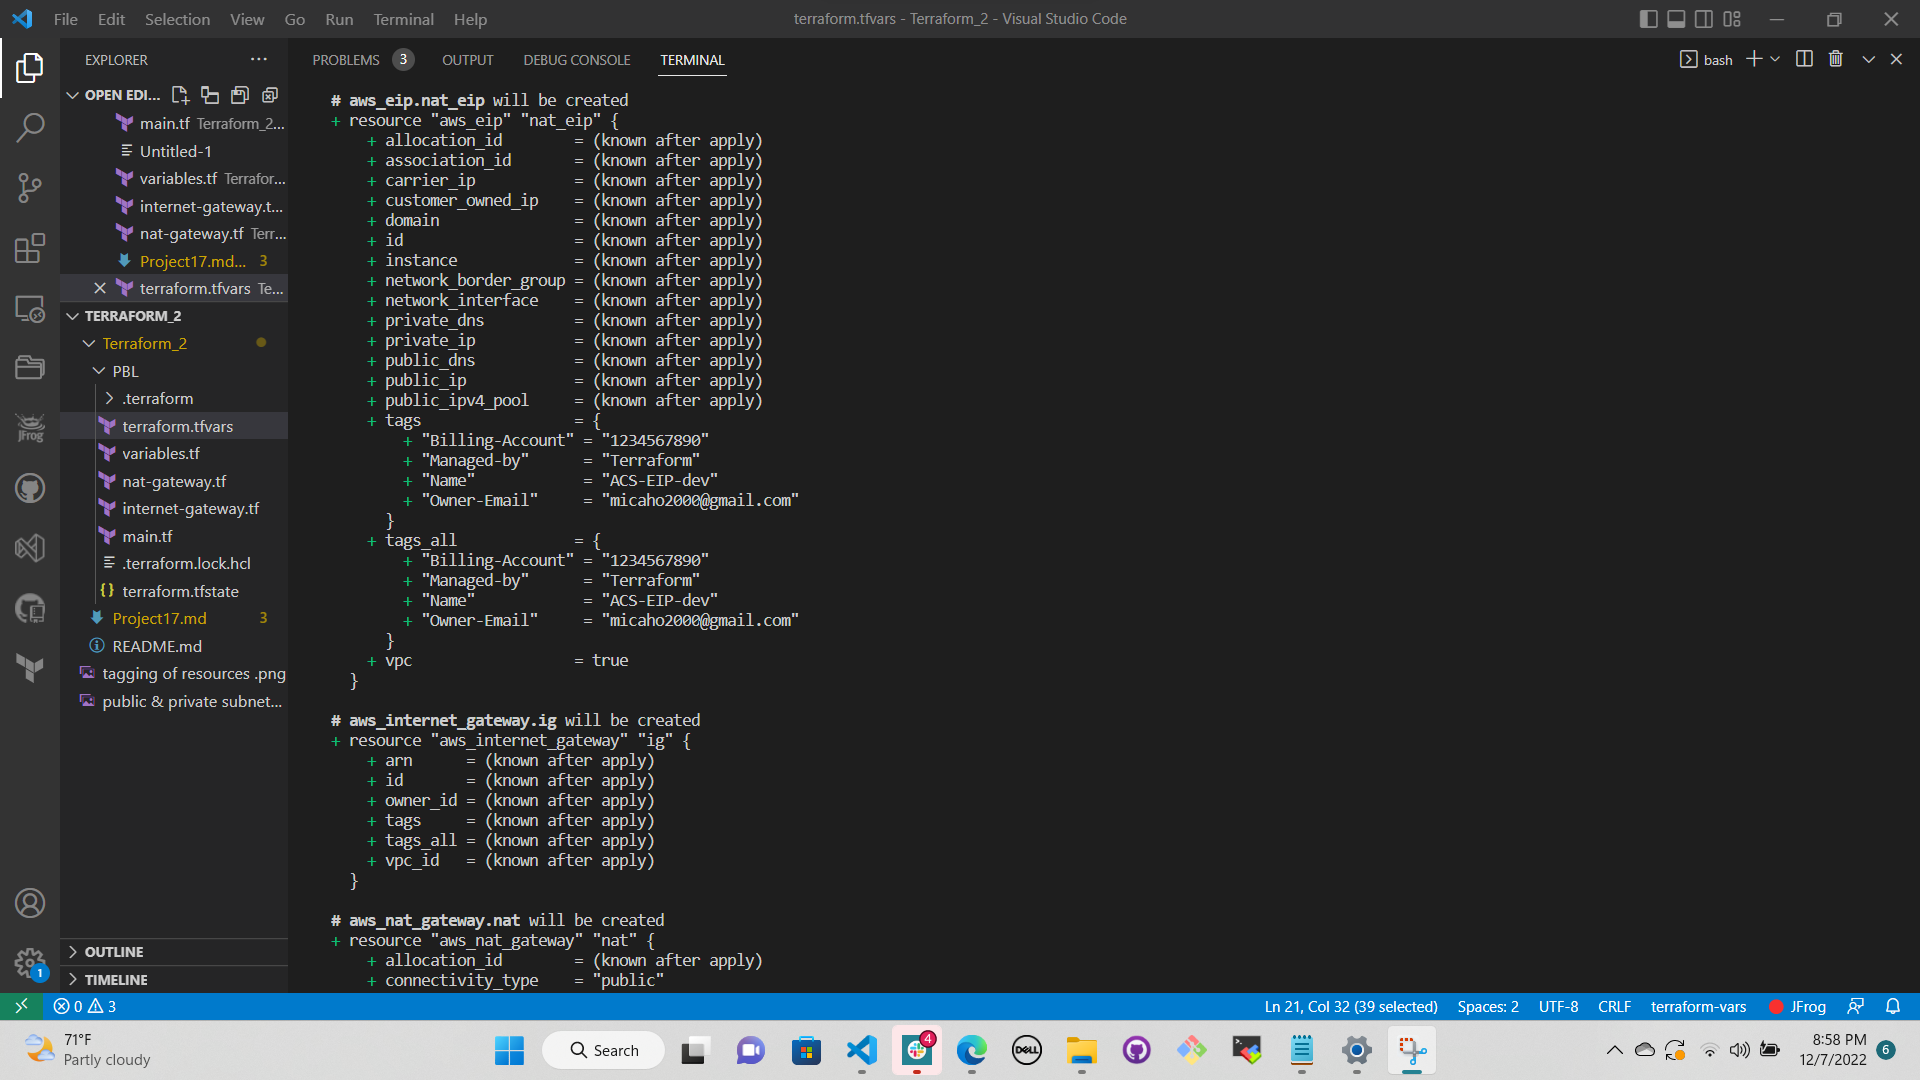 File Edit Selection View Go Run Terminal Help
terraform.tfvars - Terraform_2 - Visual Studio Code
EXPLORER ...
OPEN EDI...
main.tf Terraform_2...
Untitled-1
variables.tf Terrafor...
internet-gateway.t...
nat-gateway.tf Terr...
Project17.md... 3
terraform.tfvars Te...
TERRAFORM_2
Terraform_2
PBL
.terraform
terraform.tfvars
variables.tf
nat-gateway.tf
internet-gateway.tf
main.tf
.terraform.lock.hcl
{} terraform.tfstate
Project17.md 3
README.md
tagging of resources .png
public & private subnet...
OUTLINE
TIMELINE
JFrog
1
PROBLEMS 3 OUTPUT DEBUG CONSOLE TERMINAL
bash
# aws_eip.nat_eip will be created
+ resource "aws_eip" "nat_eip" {
+ allocation_id = (known after apply)
+ association_id = (known after apply)
+ carrier_ip = (known after apply)
+ customer_owned_ip = (known after apply)
+ domain = (known after apply)
+ id = (known after apply)
+ instance = (known after apply)
+ network_border_group = (known after apply)
+ network_interface = (known after apply)
+ private_dns = (known after apply)
+ private_ip = (known after apply)
+ public_dns = (known after apply)
+ public_ip = (known after apply)
+ public_ipv4_pool = (known after apply)
+ tags = {
+ "Billing-Account" = "1234567890"
+ "Managed-by" = "Terraform"
+ "Name" = "ACS-EIP-dev"
+ "Owner-Email" = "micaho2000@gmail.com"
}
+ tags_all = {
+ "Billing-Account" = "1234567890"
+ "Managed-by" = "Terraform"
+ "Name" = "ACS-EIP-dev"
+ "Owner-Email" = "micaho2000@gmail.com"
}
+ vpc = true
}
# aws_internet_gateway.ig will be created
+ resource "aws_internet_gateway" "ig" {
+ arn = (known after apply)
+ id = (known after apply)
+ owner_id = (known after apply)
+ tags = (known after apply)
+ tags_all = (known after apply)
+ vpc_id = (known after apply)
}
# aws_nat_gateway.nat will be created
+ resource "aws_nat_gateway" "nat" {
+ allocation_id = (known after apply)
+ connectivity_type = "public"
0 3
Ln 21, Col 32 (39 selected) Spaces: 2 UTF-8 CRLF terraform-vars JFrog
71°F
Partly cloudy
Search
4
DELL
8:58 PM
12/7/2022
6